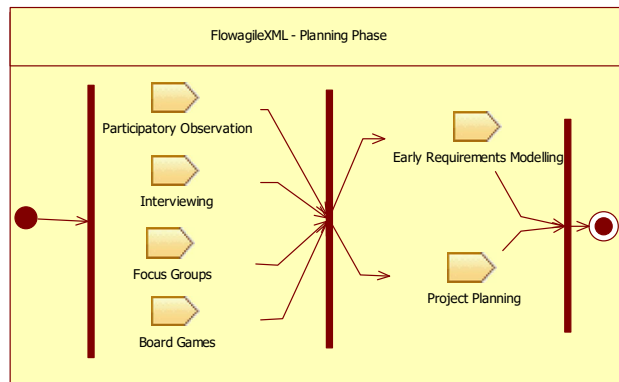 FlowagileXML - Planning Phase
Participatory Observation
Interviewing
Focus Groups
Board Games
Early Requirements Modelling
Project Planning